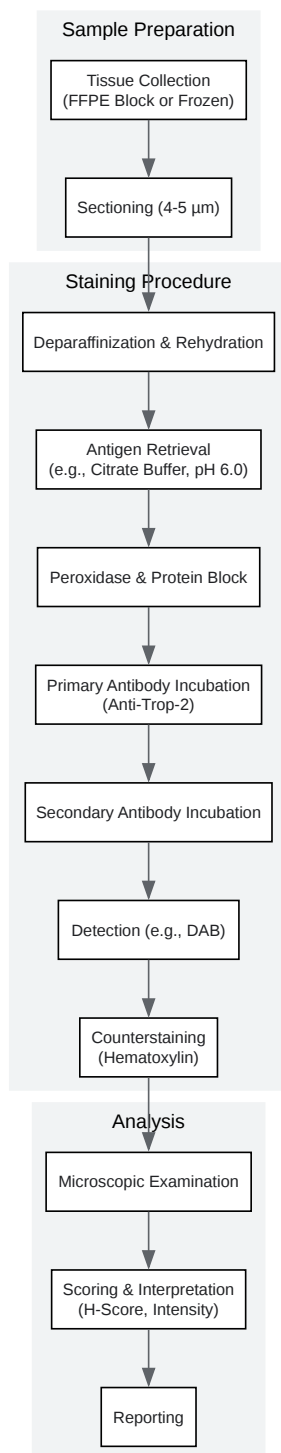 Sample Preparation
Tissue Collection
(FFPE Block or Frozen)
Sectioning (4-5 µm)
Staining Procedure
Deparaffinization & Rehydration
Antigen Retrieval
(e.g., Citrate Buffer, pH 6.0)
Peroxidase & Protein Block
Primary Antibody Incubation
(Anti-Trop-2)
Secondary Antibody Incubation
Detection (e.g., DAB)
Counterstaining
(Hematoxylin)
Analysis
Microscopic Examination
Scoring & Interpretation
(H-Score, Intensity)
Reporting